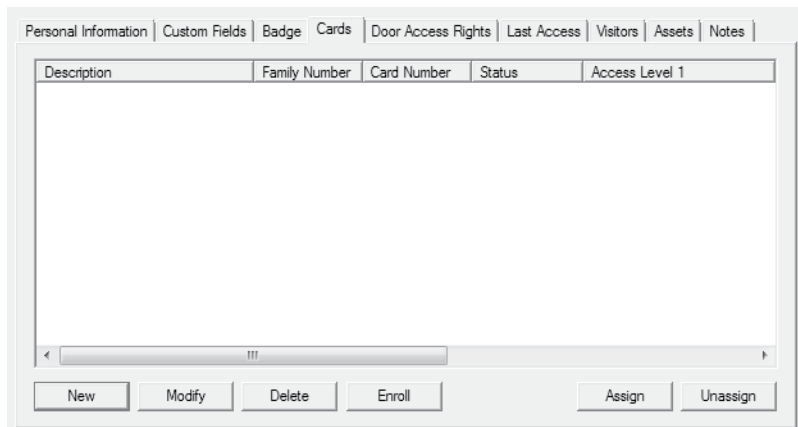 Personal Information Custom Fields Badge Cards Door Access Rights Last Access Visitors Assets Notes
Description Family Number Card Number Status Access Level 1
New Modify Delete Enroll Assign Unassign